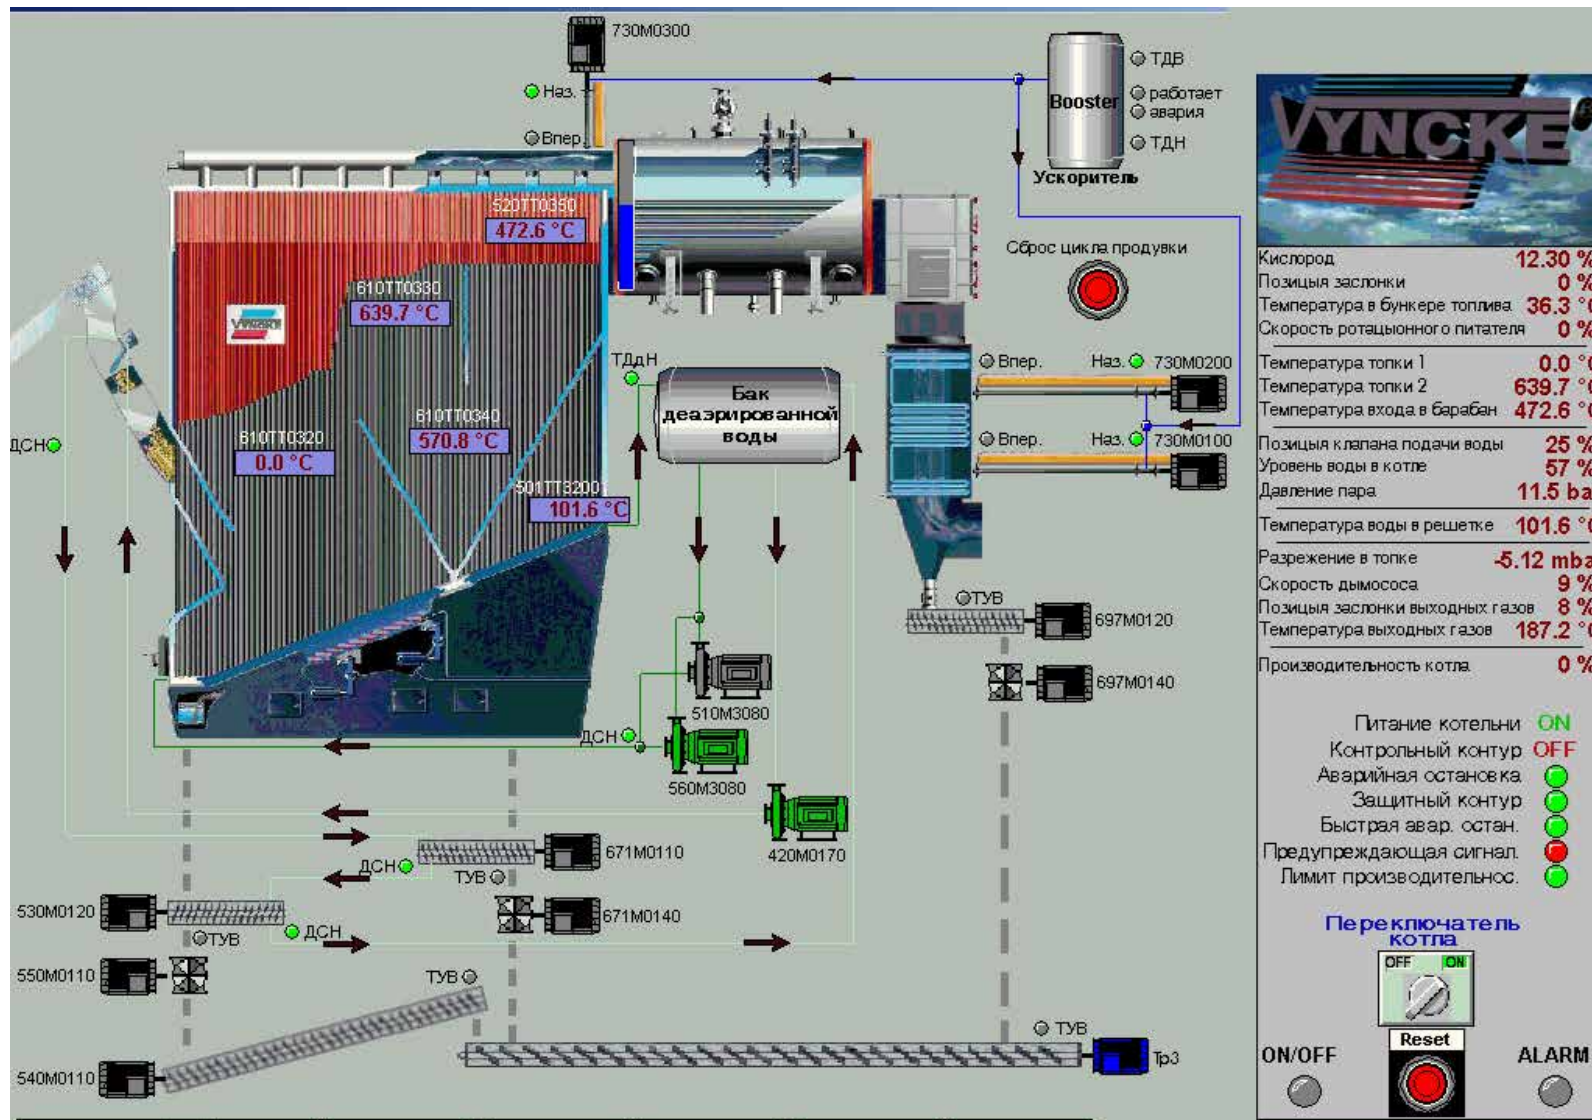 730M0300
Наз.
Впер.
Booster
ТДВ
работает
авария
ТДН
Ускоритель
VYNCKE
520TT0350
472.6 °C
610TT0330
639.7 °C
VYNCKE
610TT0340
570.8 °C
610TT0320
0.0 °C
501TT3200
101.6 °C
ДСН
ТДдН
Бак
деаэрированной
воды
Сброс цикла продувки
Впер.
Наз.
730M0200
Впер.
Наз.
730M0100
ТУВ
697M0120
697M0140
510M3080
ДСН
560M3080
420M0170
671M0110
ДСН
ТУВ
671M0140
530M0120
ТУВ
ДСН
550M0110
ТУВ
540M0110
ТУВ
Тр3
Кислород 12.30 %
Позицыя заслонки 0 %
Температура в бункере топлива 36.3 °C
Скорость ротацыонного питателя 0 %
Температура топки 1 0.0 °C
Температура топки 2 639.7 °C
Температура входа в барабан 472.6 °C
Позицыя клапана подачи воды 25 %
Уровень воды в котле 57 %
Давление пара 11.5 ba
Температура воды в решетке 101.6 °C
Разрежение в топке -5.12 mba
Скорость дымососа 9 %
Позицыя заслонки выходных газов 8 %
Температура выходных газов 187.2 °C
Производительность котла 0 %
Питание котельни ON
Контрольный контур OFF
Аварийная остановка
Защитный контур
Быстрая авар. остан.
Предупреждающая сигнал.
Лимит производительнос.
Переключатель
котла
OFF ON
Reset
ON/OFF
ALARM